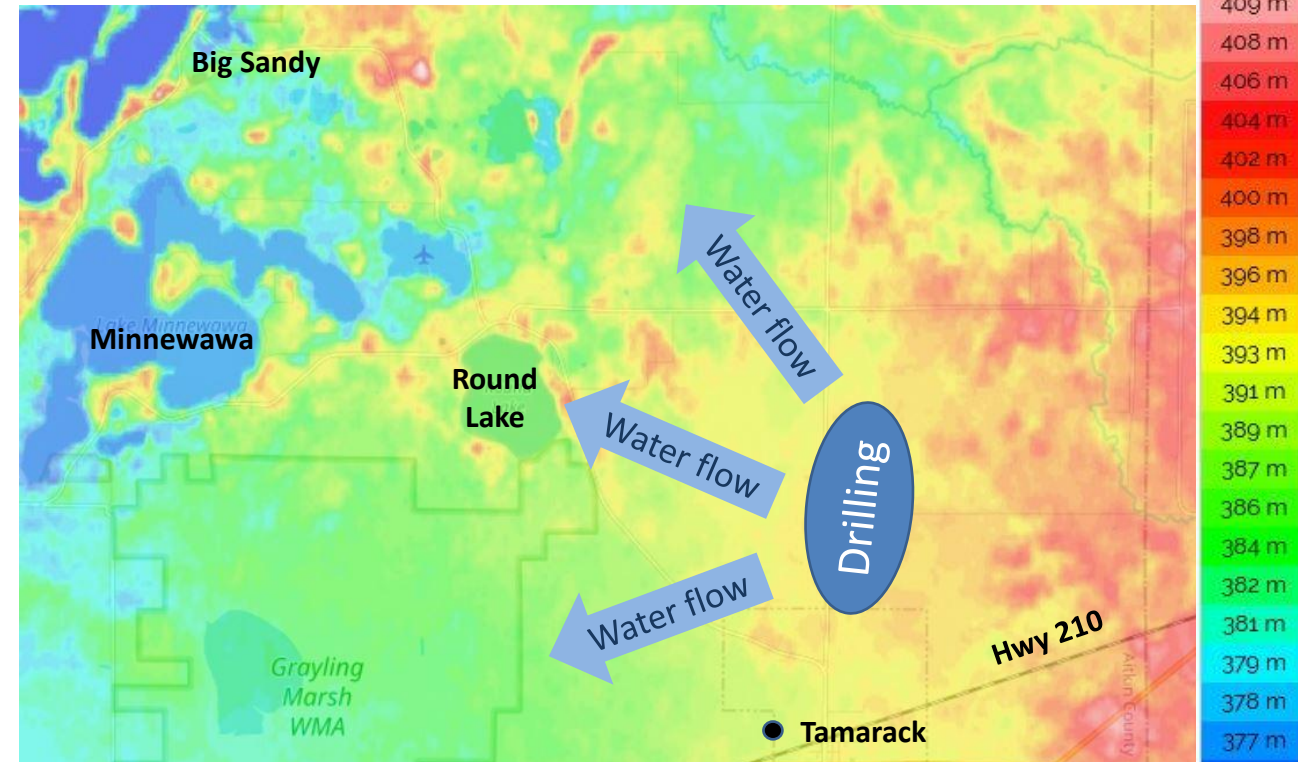 Big Sandy
Lake Minnewawa
Minnewawa
Round
Lake
Water flow
Water flow
Water flow
Drilling
Grayling
Marsh
WMA
Hwy 210
Tamarack
Aitkin County
409 m
408 m
406 m
404 m
402 m
400 m
398 m
396 m
394 m
393 m
391 m
389 m
387 m
386 m
384 m
382 m
381 m
379 m
378 m
377 m